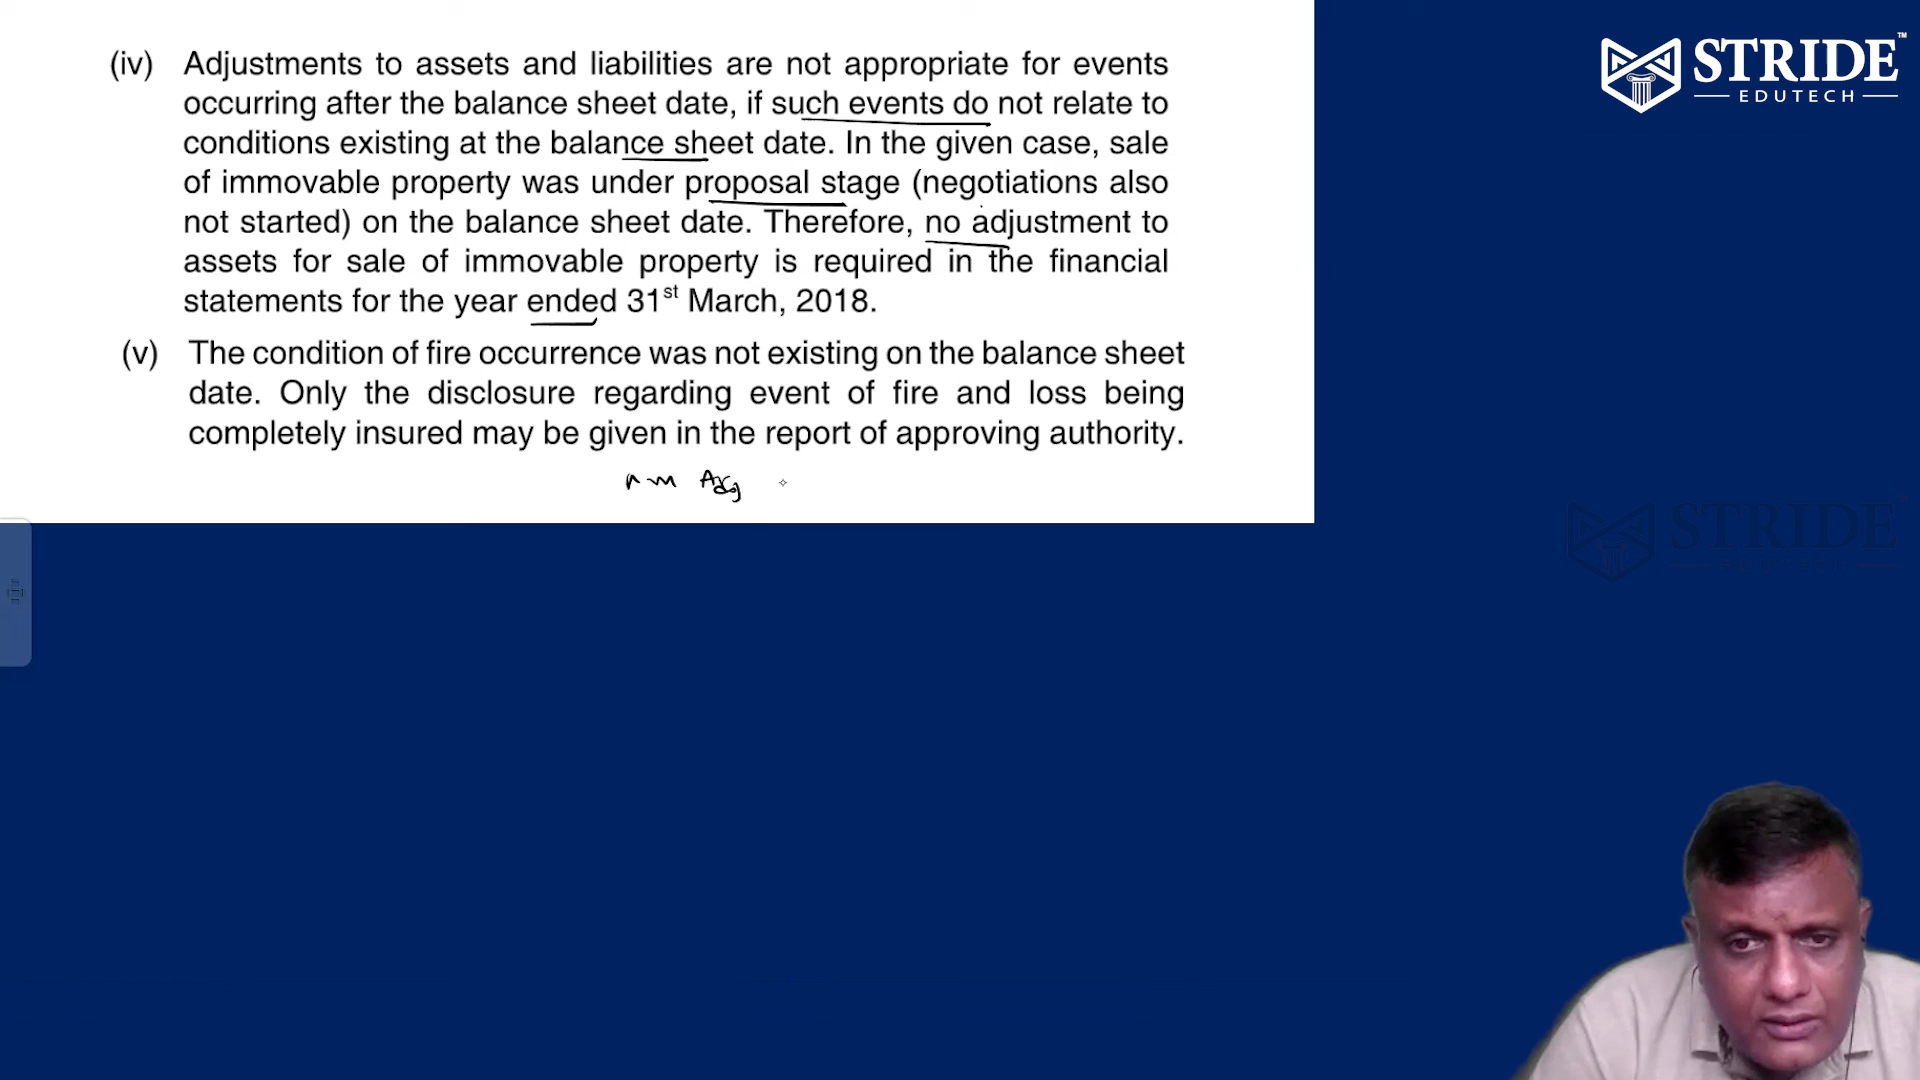 STRIDE™
EDUTECH
(iv) Adjustments to assets and liabilities are not appropriate for events
occurring after the balance sheet date, if such events do not relate to
conditions existing at the balance sheet date. In the given case, sale
of immovable property was under proposal stage (negotiations also
not started) on the balance sheet date. Therefore, no adjustment to
assets for sale of immovable property is required in the financial
statements for the year ended 31st March, 2018.
(v) The condition of fire occurrence was not existing on the balance sheet
date. Only the disclosure regarding event of fire and loss being
completely insured may be given in the report of approving authority.
STRIDE
EDUTECH